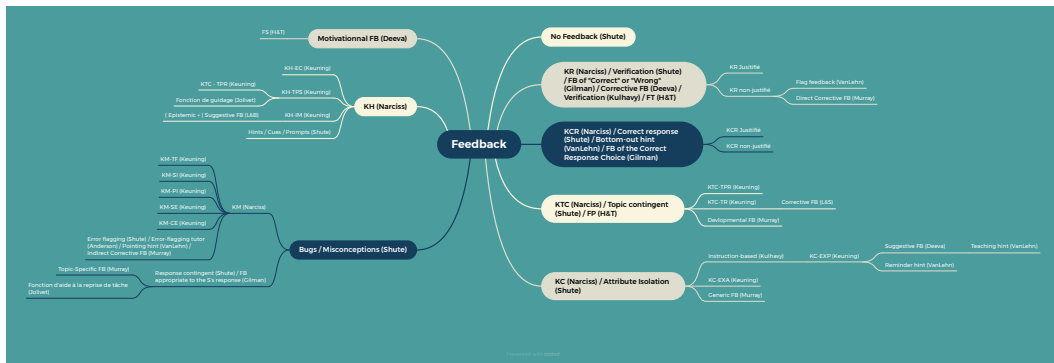 Feedback
No Feedback (Shute)
KR (Narciss) / Verification (Shute)
/ FB of "Correct" or "Wrong"
(Gilman) / Corrective FB (Deeva) /
Verification (Kulhavy) / FT (H&T)
KR Justifié
KR non-justifié
Flag feedback (VanLehn)
Direct Corrective FB (Murray)
KCR (Narciss) / Correct response
(Shute) / Bottom-out hint
(VanLehn) / FB of the Correct
Response Choice (Gilman)
KCR Justifié
KCR non-justifié
KTC (Narciss) / Topic contingent
(Shute) / FP (H&T)
KTC-TPR (Keuning)
KTC-TR (Keuning)
Corrective FB (L&S)
Devlopmental FB (Murray)
KC (Narciss) / Attribute Isolation
(Shute)
Instruction-based (Kulhavy)
KC-EXP (Keuning)
Suggestive FB (Deeva)
Teaching hint (VanLehn)
Reminder hint (VanLehn)
KC-EXA (Keuning)
Generic FB (Murray)
Motivationnal FB (Deeva)
FS (H&T)
KH (Narciss)
KH-EC (Keuning)
KH-TPS (Keuning)
KTC - TPR (Keuning)
Fonction de guidage (Jolivet)
KH-IM (Keuning)
( Epistemic - ) Suggestive FB (L&B)
Hints / Cues / Prompts (Shute)
Bugs / Misconceptions (Shute)
KM (Narciss)
KM-TF (Keuning)
KM-SI (Keuning)
KM-PI (Keuning)
KM-SE (Keuning)
KM-CE (Keuning)
Error flagging (Shute) / Error-flagging tutor
(Anderson) / Pointing hint (VanLehn) /
Indirect Corrective FB (Murray)
Response contingent (Shute) / FB
appropriate to the S's response (Gilman)
Topic-Specific FB (Murray)
Fonction d'aide à la reprise de tâche
(Jolivet)